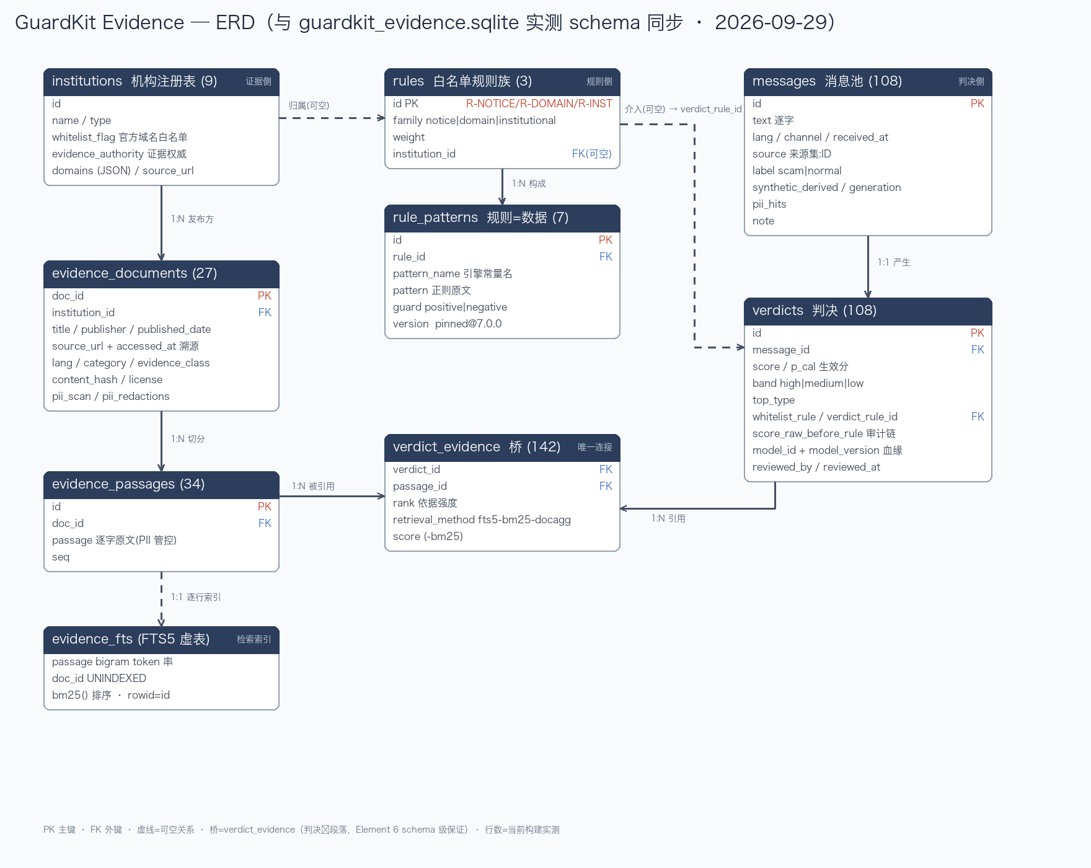 GuardKit Evidence — ERD（与 guardkit_evidence.sqlite 实测 schema 同步 · 2026-09-29）
institutions 机构注册表 (9) 证据侧
id
name / type
whitelist_flag 官方域名白名单
evidence_authority 证据权威
domains (JSON) / source_url
归属(可空)
1:N 发布方
rules 白名单规则族 (3) 规则侧
id PK R-NOTICE/R-DOMAIN/R-INST
family notice|domain|institutional
weight
institution_id FK(可空)
介入(可空) → verdict_rule_id
1:N 构成
messages 消息池 (108) 判决侧
id PK
text 逐字
lang / channel / received_at
source 来源集:ID
label scam|normal
synthetic_derived / generation
pii_hits
note
1:1 产生
rule_patterns 规则=数据 (7)
id PK
rule_id FK
pattern_name 引擎常量名
pattern 正则原文
guard positive|negative
version pinned@7.0.0
evidence_documents (27)
doc_id PK
institution_id FK
title / publisher / published_date
source_url + accessed_at 溯源
lang / category / evidence_class
content_hash / license
pii_scan / pii_redactions
1:N 切分
verdicts 判决 (108)
id PK
message_id FK
score / p_cal 生效分
band high|medium|low
top_type
whitelist_rule / verdict_rule_id FK
score_raw_before_rule 审计链
model_id + model_version 血缘
reviewed_by / reviewed_at
verdict_evidence 桥 (142) 唯一连接
verdict_id FK
passage_id FK
rank 依据强度
retrieval_method fts5-bm25-docagg
score (-bm25)
1:N 被引用
1:N 引用
evidence_passages (34)
id PK
doc_id FK
passage 逐字原文(PII 管控)
seq
1:1 逐行索引
evidence_fts (FTS5 虚表) 检索索引
passage bigram token 串
doc_id UNINDEXED
bm25() 排序 · rowid=id
PK 主键 · FK 外键 · 虚线=可空关系 · 桥=verdict_evidence（判决段落，Element 6 schema 级保证）· 行数=当前构建实测